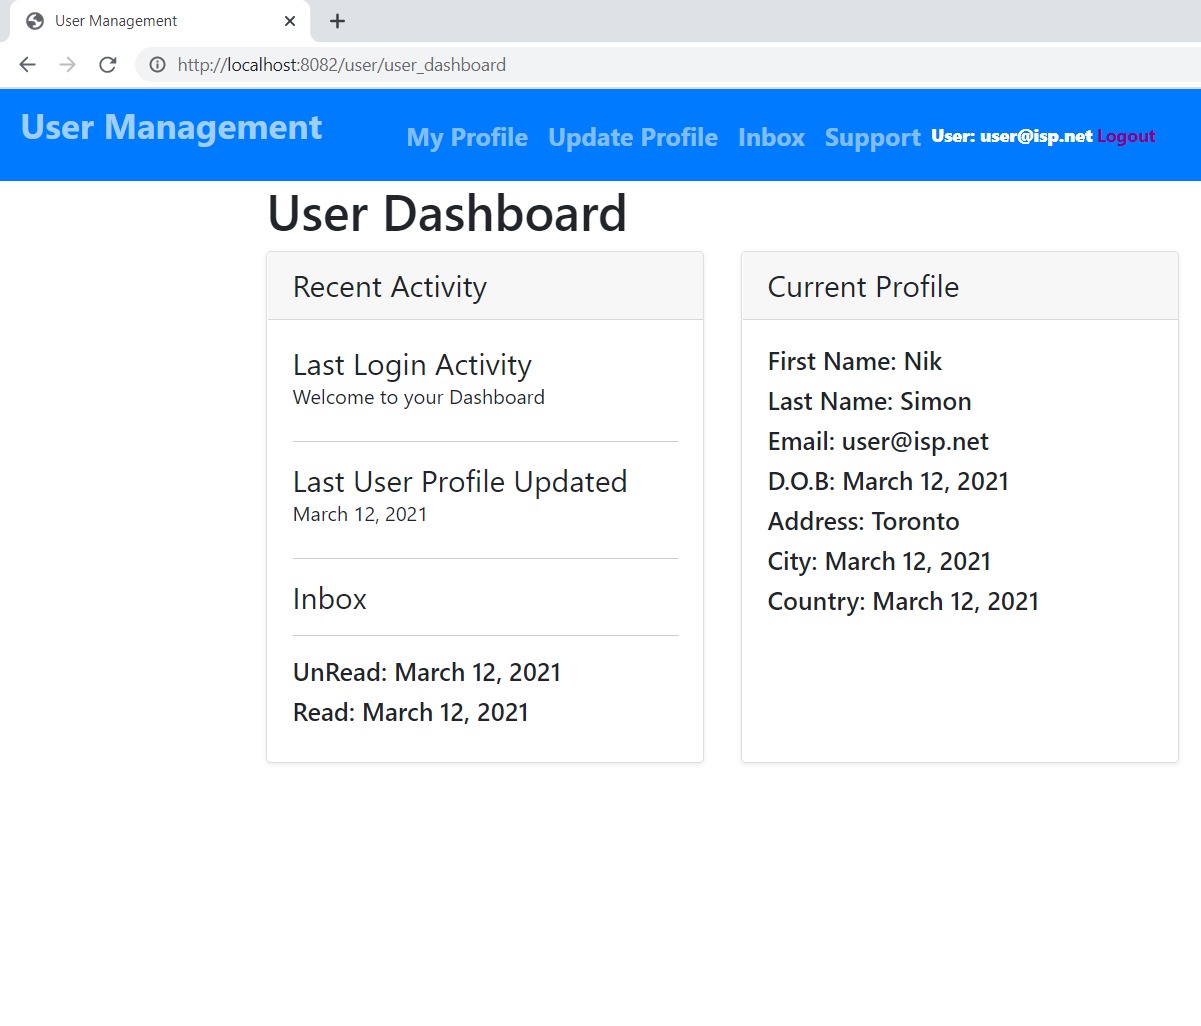 User Management
http://localhost:8082/user/user_dashboard
User Management
My Profile Update Profile Inbox Support User: user@isp.net Logout
User Dashboard
Recent Activity
Last Login Activity
Welcome to your Dashboard
Last User Profile Updated
March 12, 2021
Inbox
UnRead: March 12, 2021
Read: March 12, 2021
Current Profile
First Name: Nik
Last Name: Simon
Email: user@isp.net
D.O.B: March 12, 2021
Address: Toronto
City: March 12, 2021
Country: March 12, 2021